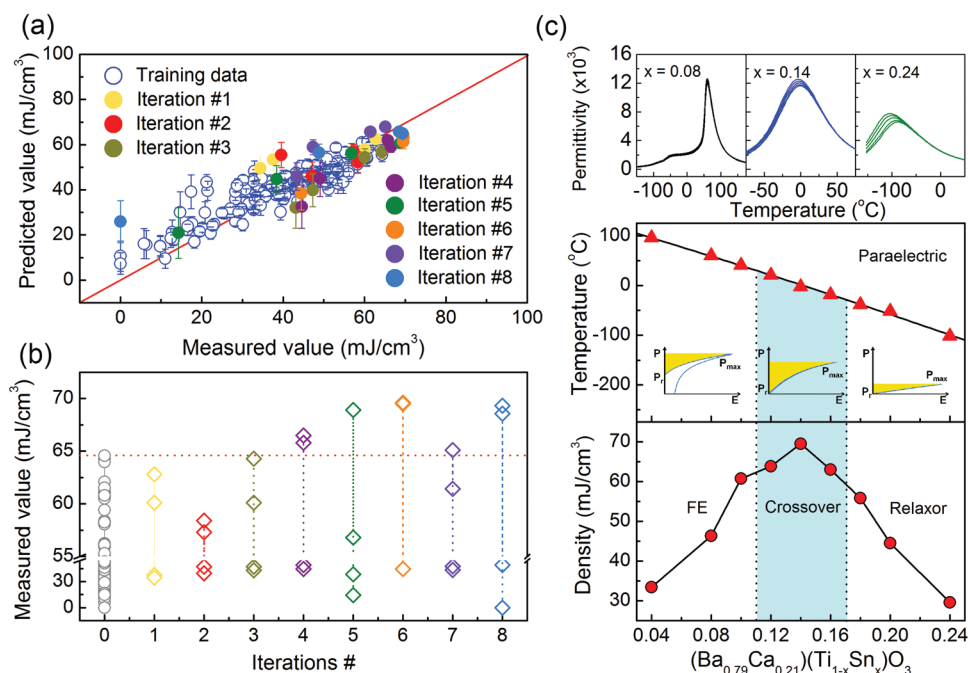 (a)
Predicted value (mJ/cm3)
100
80
60
40
20
0
Training data
Iteration #1
Iteration #2
Iteration #3
Iteration #4
Iteration #5
Iteration #6
Iteration #7
Iteration #8
0 20 40 60 80 100
Measured value (mJ/cm3)
(b)
Measured value (mJ/cm3)
70
65
60
55
30
0
0 1 2 3 4 5 6 7 8
Iterations #
(c)
Permittivity (x10³)
16
12
8
4
0
x = 0.08
x = 0.14
x = 0.24
-100 0 100
-50 0 50
-100 0
Temperature (°C)
Temperature (°C)
100
0
-100
-200
Paraelectric
P
Pr
Pmax
E
P
Pr
Pmax
E
P
Pmax
E
Density (mJ/cm3)
70
60
50
40
30
FE
Crossover
Relaxor
0.04 0.08 0.12 0.16 0.20 0.24
(Ba0.79Ca0.21)(Ti1-xSnx)O3